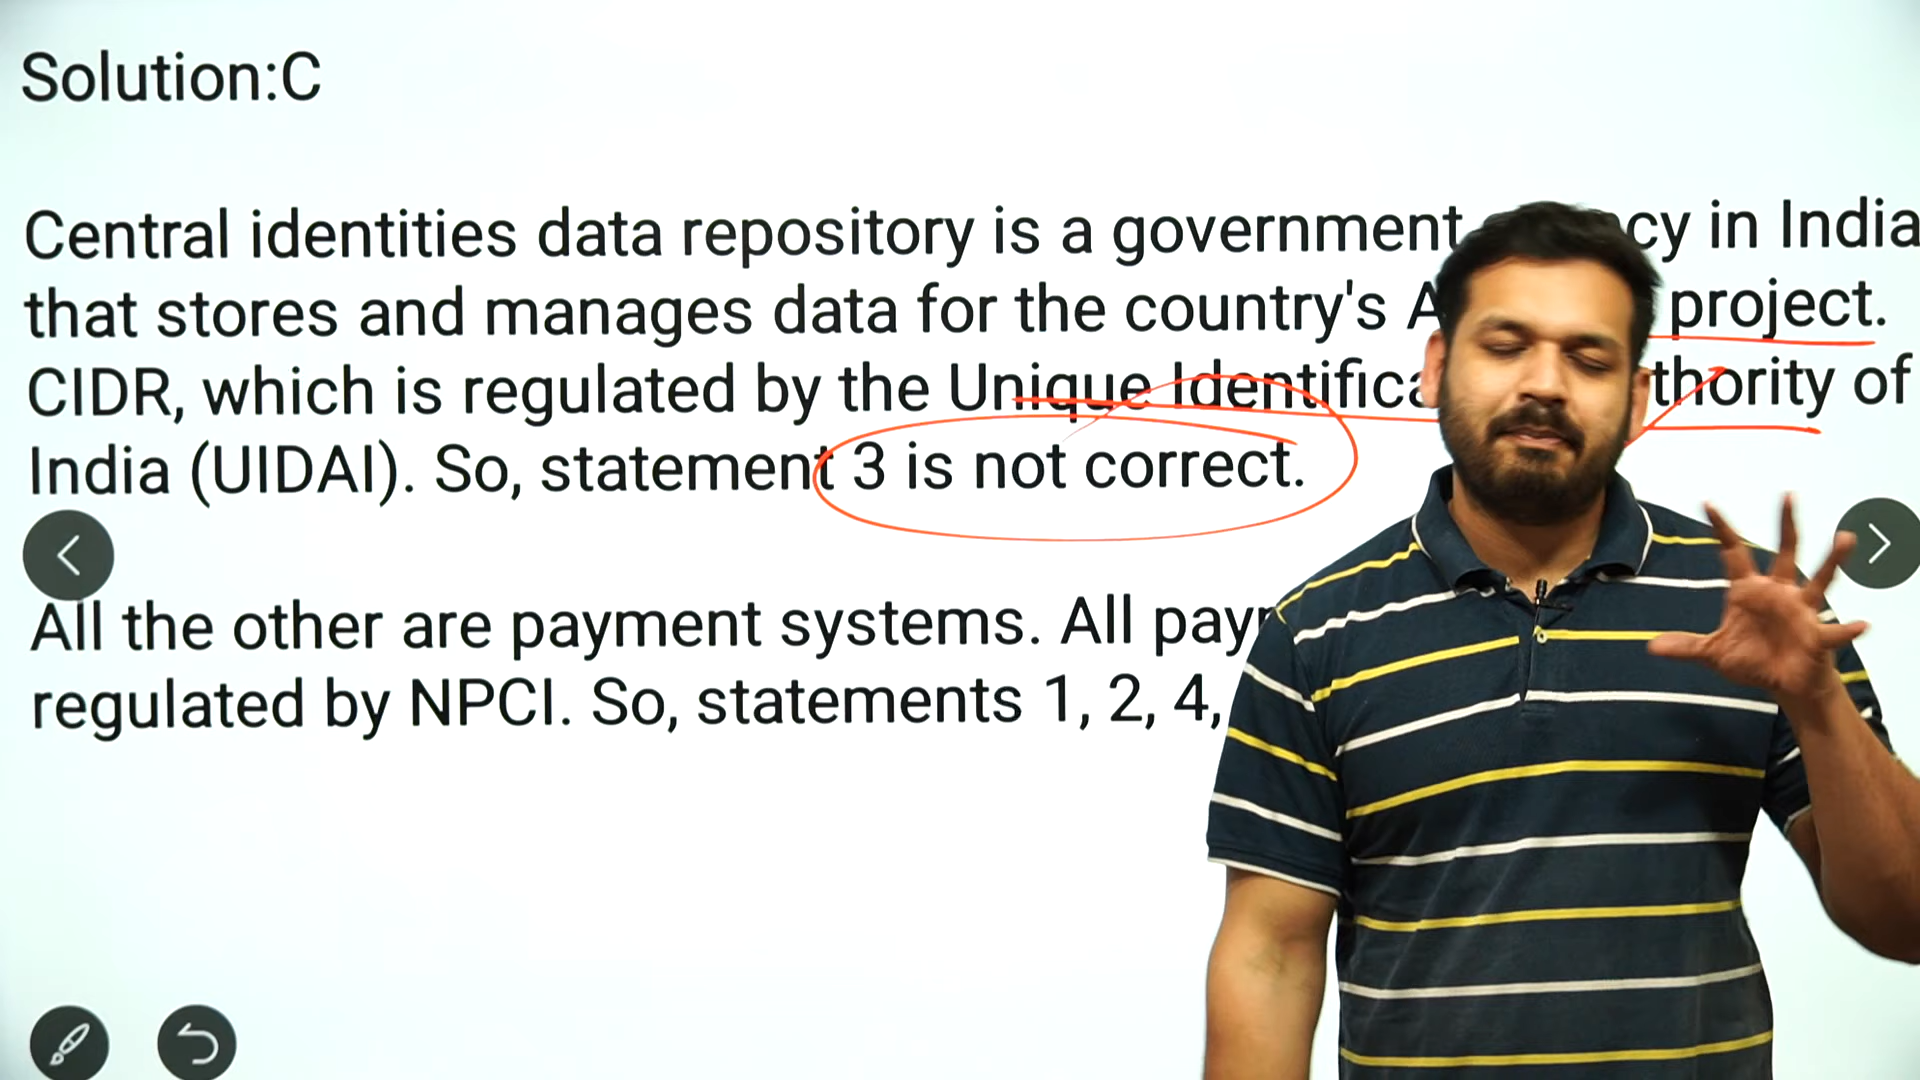 Solution:C
Central identities data repository is a government cy in India
that stores and manages data for the country's project.
CIDR, which is regulated by the Unique Identifica thority of
India (UIDAI). So, statement 3 is not correct.
All the other are payment systems. All
regulated by NPCI. So, statements 1, 2, 4,